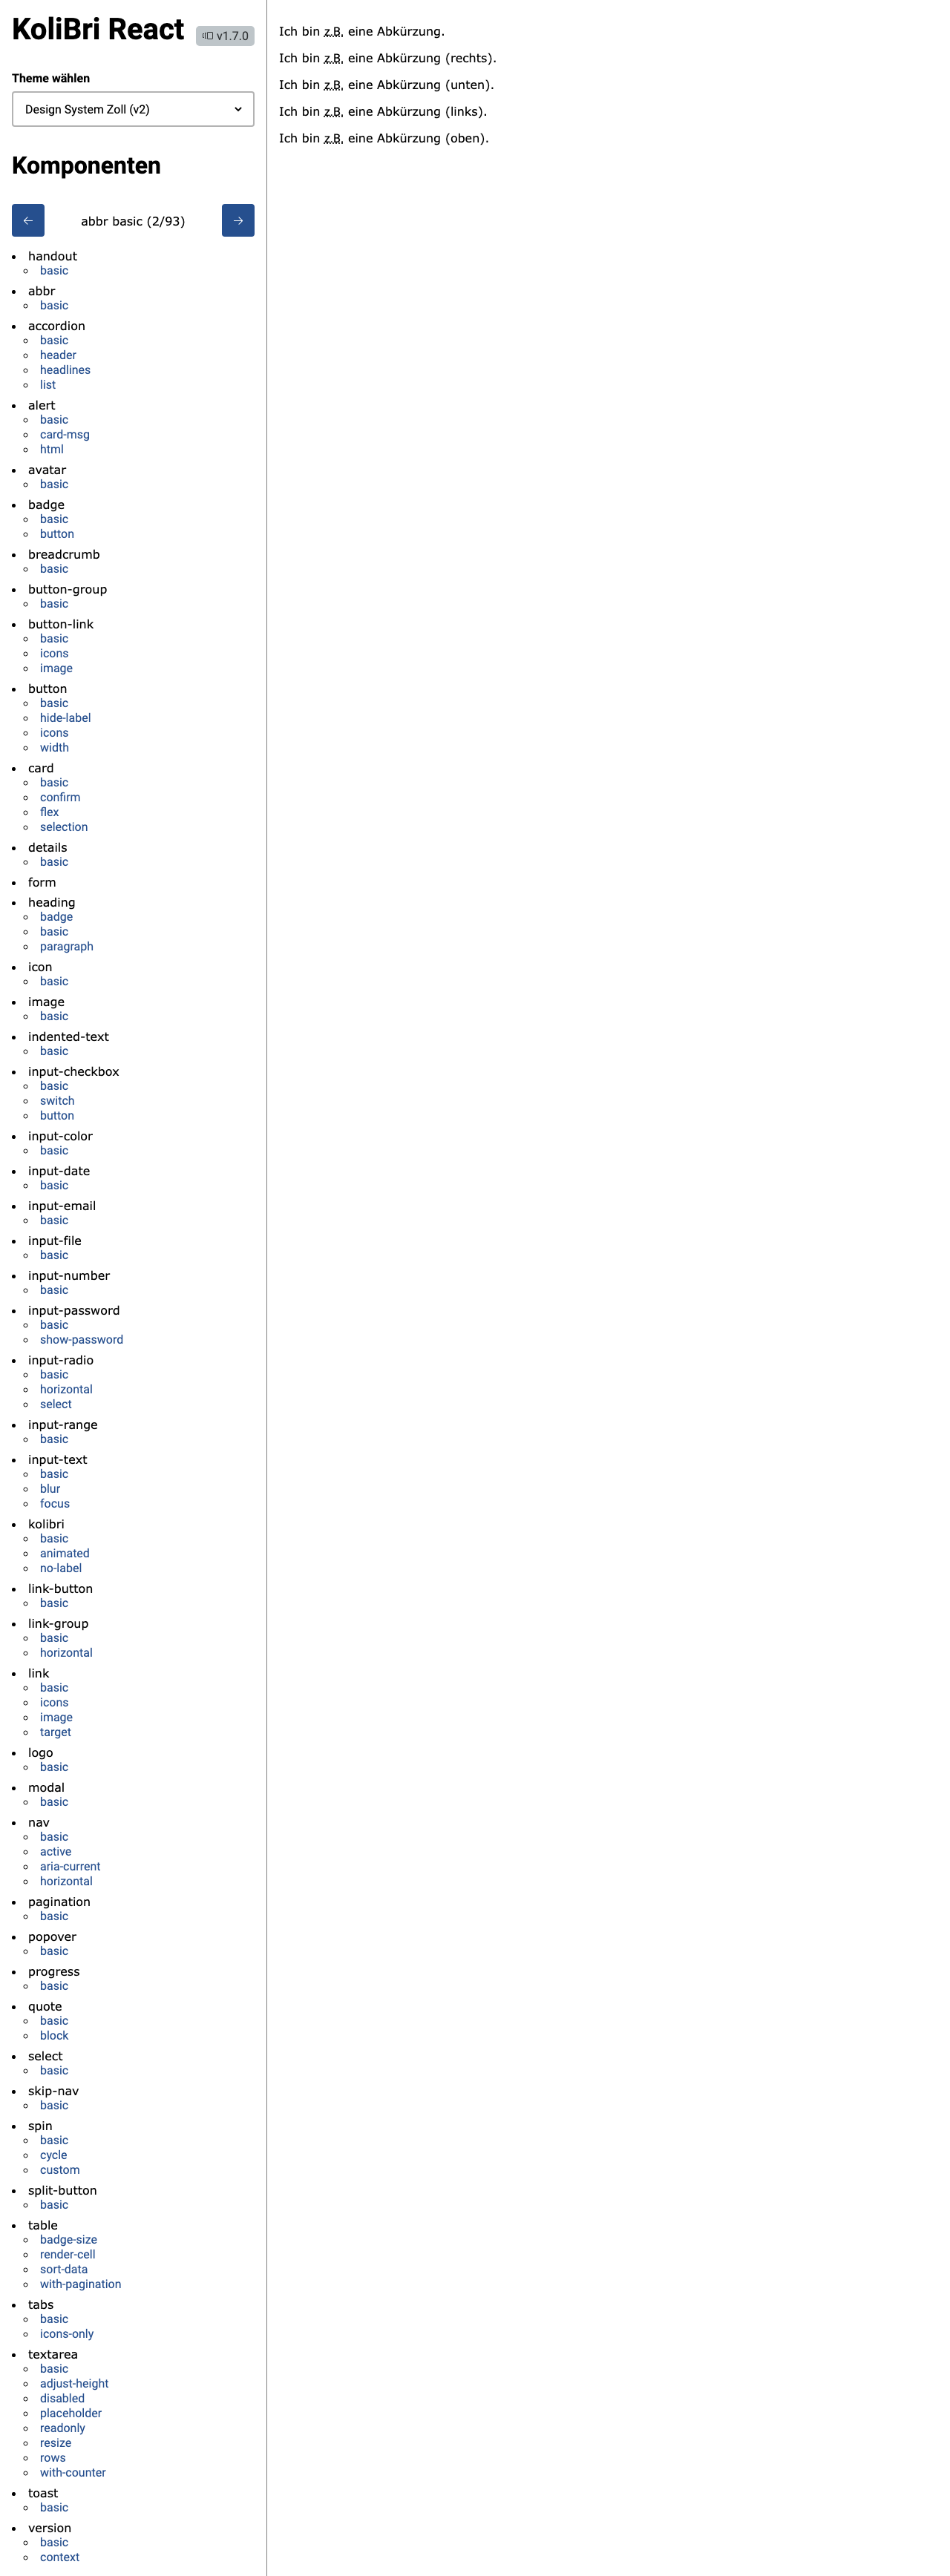 KoliBri React
v1.7.0
Theme wählen
Design System Zoll (v2)
Komponenten
← abbr basic (2/93) →
handout
basic
abbr
basic
accordion
basic
header
headlines
list
alert
basic
card-msg
html
avatar
basic
badge
basic
button
breadcrumb
basic
button-group
basic
button-link
basic
icons
image
button
basic
hide-label
icons
width
card
basic
confirm
flex
selection
details
basic
form
heading
badge
basic
paragraph
icon
basic
image
basic
indented-text
basic
input-checkbox
basic
switch
button
input-color
basic
input-date
basic
input-email
basic
input-file
basic
input-number
basic
input-password
basic
show-password
input-radio
basic
horizontal
select
input-range
basic
input-text
basic
blur
focus
kolibri
basic
animated
no-label
link-button
basic
link-group
basic
horizontal
link
basic
icons
image
target
logo
basic
modal
basic
nav
basic
active
aria-current
horizontal
pagination
basic
popover
basic
progress
basic
quote
basic
block
select
basic
skip-nav
basic
spin
basic
cycle
custom
split-button
basic
table
badge-size
render-cell
sort-data
with-pagination
tabs
basic
icons-only
textarea
basic
adjust-height
disabled
placeholder
readonly
resize
rows
with-counter
toast
basic
version
basic
context
Ich bin z.B. eine Abkürzung.
Ich bin z.B. eine Abkürzung (rechts).
Ich bin z.B. eine Abkürzung (unten).
Ich bin z.B. eine Abkürzung (links).
Ich bin z.B. eine Abkürzung (oben).